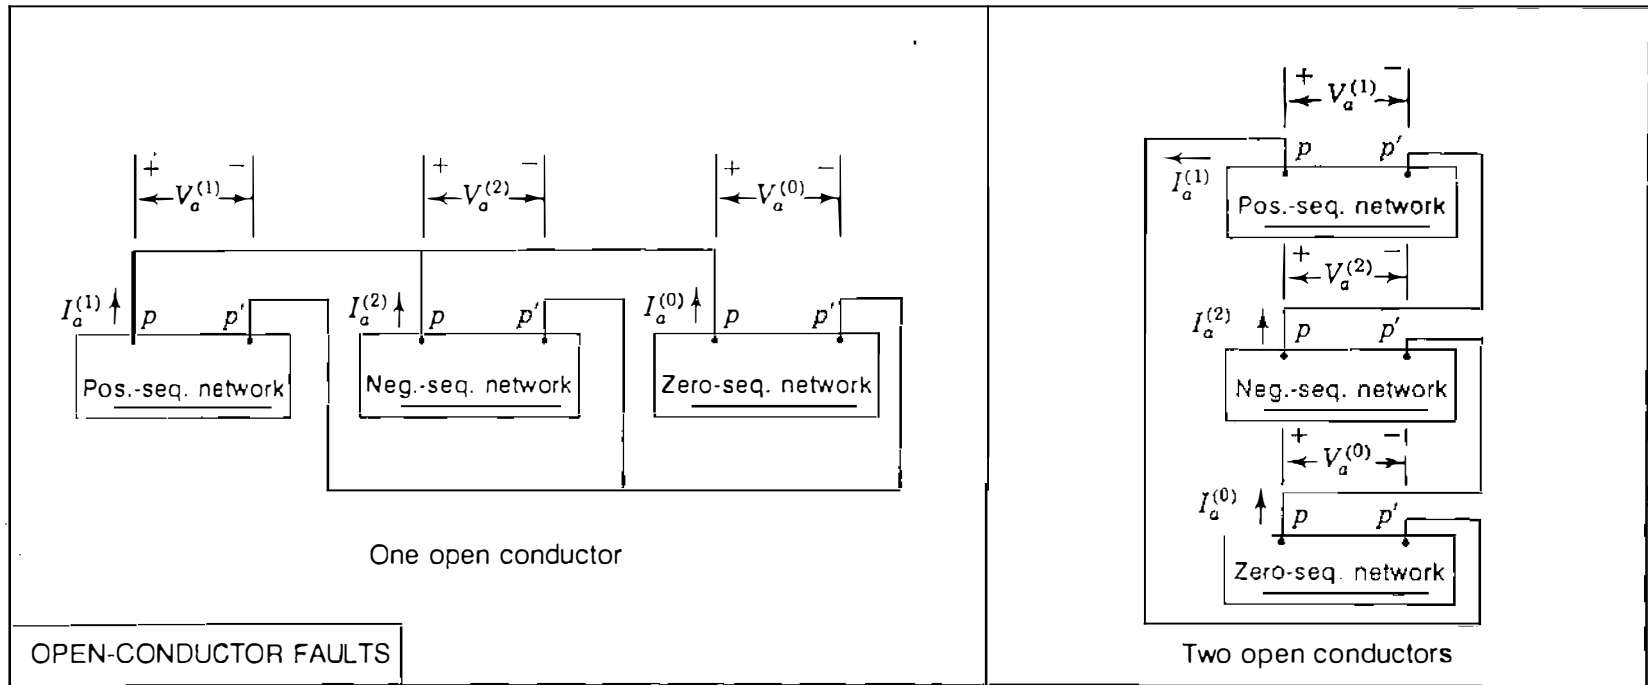 + − + − + −
V_a^{(1)} V_a^{(2)} V_a^{(0)}
I_a^{(1)} p p′ I_a^{(2)} p p′ I_a^{(0)} p p′
Pos.-seq. network Neg.-seq. network Zero-seq. network
One open conductor
OPEN-CONDUCTOR FAULTS
+ −
V_a^{(1)}
p p′
I_a^{(1)}
Pos.-seq. network
+ −
V_a^{(2)}
I_a^{(2)} p p′
Neg.-seq. network
+ −
V_a^{(0)}
I_a^{(0)} p p′
Zero-seq. network
Two open conductors